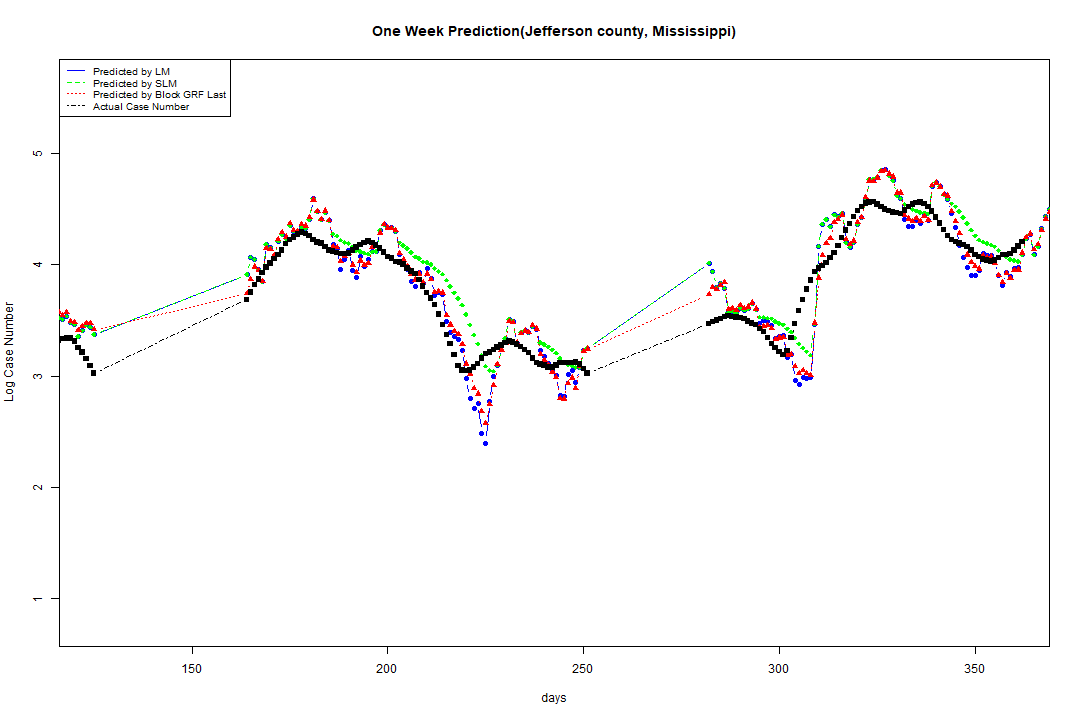 One Week Prediction(Jefferson county, Mississippi)
Predicted by LM
Predicted by SLM
Predicted by Block GRF Last
Actual Case Number
5
4
3
2
1
Log Case Number
150 200 250 300 350
days